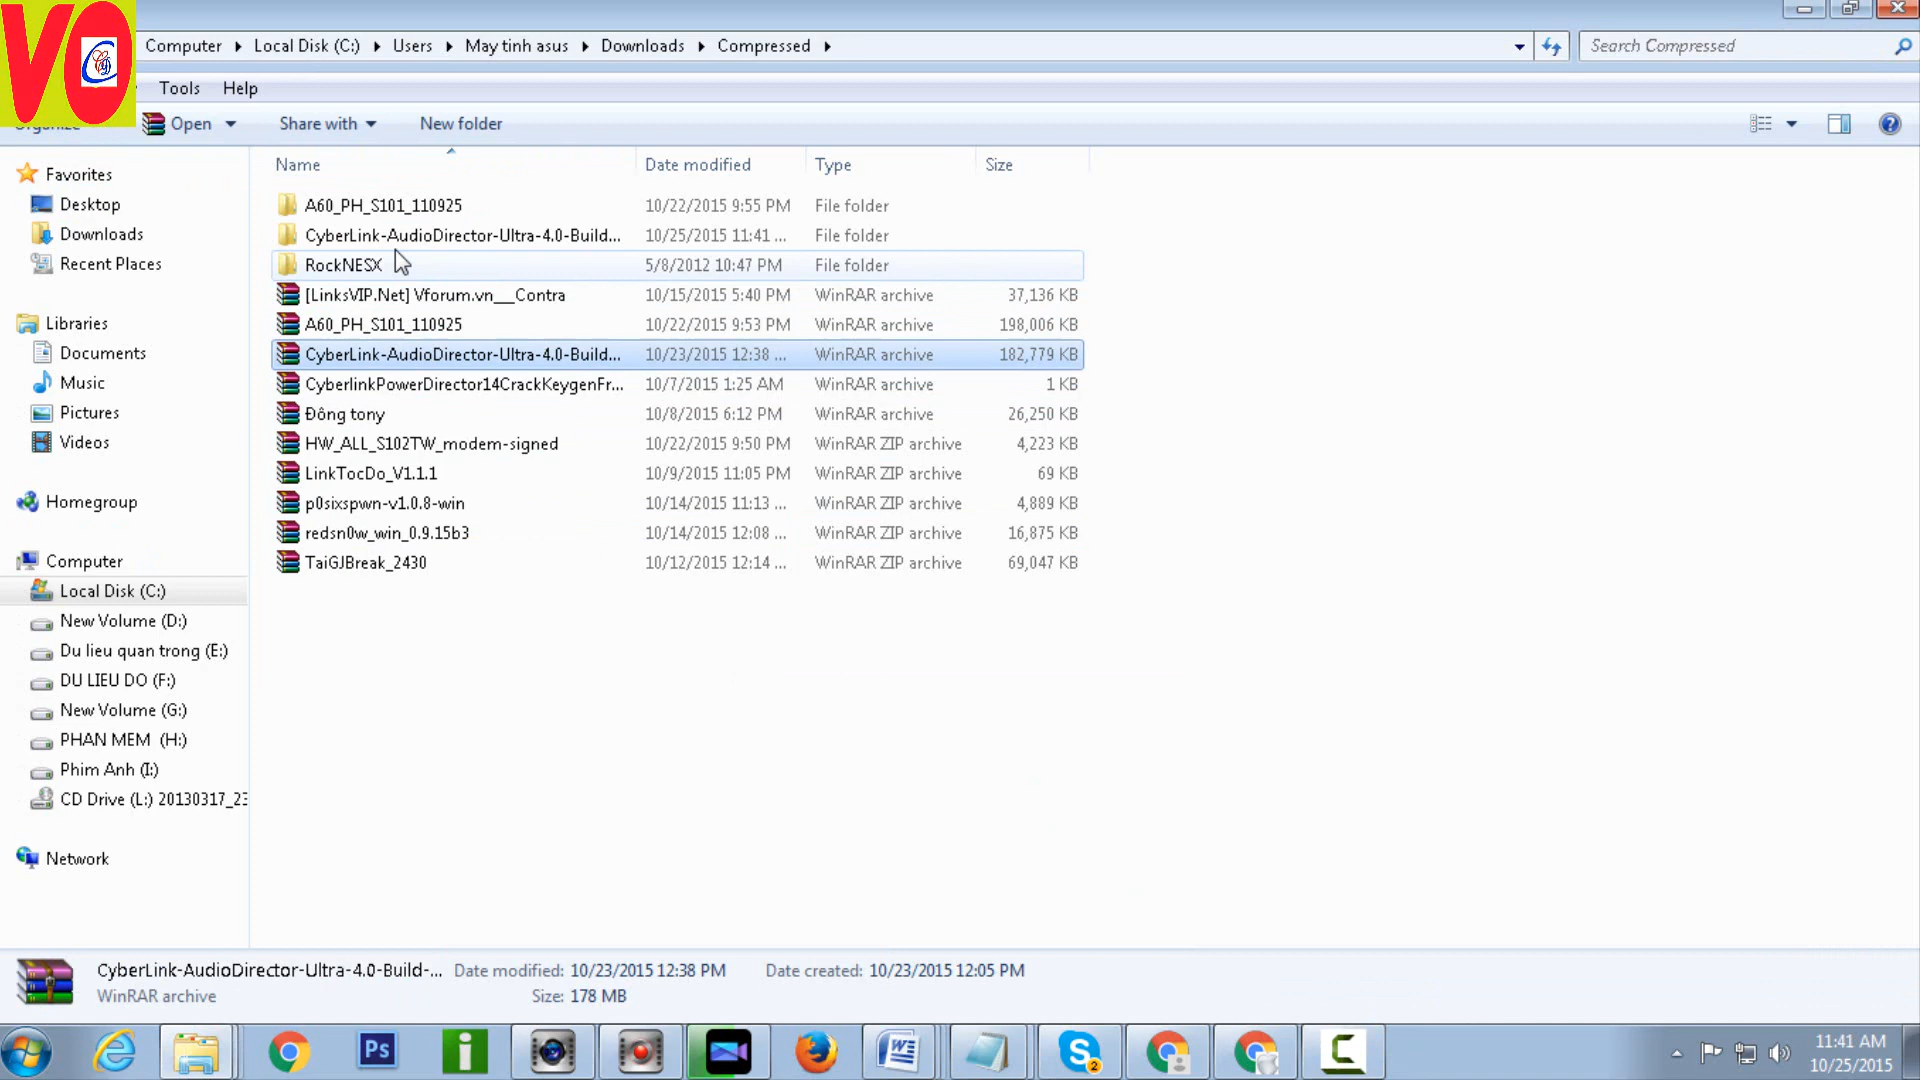 VO
Computer ▸ Local Disk (C:) ▸ Users ▸ May tinh asus ▸ Downloads ▸ Compressed ▸
Search Compressed
Tools Help
Organize Open Share with New folder
Name Date modified Type Size
Favorites
Desktop
Downloads
Recent Places
Libraries
Documents
Music
Pictures
Videos
Homegroup
Computer
Local Disk (C:)
New Volume (D:)
Du lieu quan trong (E:)
DU LIEU DO (F:)
New Volume (G:)
PHAN MEM (H:)
Phim Anh (I:)
CD Drive (L:) 20130317_23
Network
A60_PH_S101_110925 10/22/2015 9:55 PM File folder
CyberLink-AudioDirector-Ultra-4.0-Build... 10/25/2015 11:41 ... File folder
RockNESX 5/8/2012 10:47 PM File folder
[LinksVIP.Net] Vforum.vn___Contra 10/15/2015 5:40 PM WinRAR archive 37,136 KB
A60_PH_S101_110925 10/22/2015 9:53 PM WinRAR archive 198,006 KB
CyberLink-AudioDirector-Ultra-4.0-Build... 10/23/2015 12:38 ... WinRAR archive 182,779 KB
CyberlinkPowerDirector14CrackKeygenFr... 10/7/2015 1:25 AM WinRAR archive 1 KB
Đông tony 10/8/2015 6:12 PM WinRAR archive 26,250 KB
HW_ALL_S102TW_modem-signed 10/22/2015 9:50 PM WinRAR ZIP archive 4,223 KB
LinkTocDo_V1.1.1 10/9/2015 11:05 PM WinRAR ZIP archive 69 KB
p0sixspwn-v1.0.8-win 10/14/2015 11:13 ... WinRAR ZIP archive 4,889 KB
redsn0w_win_0.9.15b3 10/14/2015 12:08 ... WinRAR ZIP archive 16,875 KB
TaiGJBreak_2430 10/12/2015 12:14 ... WinRAR ZIP archive 69,047 KB
CyberLink-AudioDirector-Ultra-4.0-Build-... Date modified: 10/23/2015 12:38 PM Date created: 10/23/2015 12:05 PM
WinRAR archive Size: 178 MB
Ps
2
11:41 AM
10/25/2015